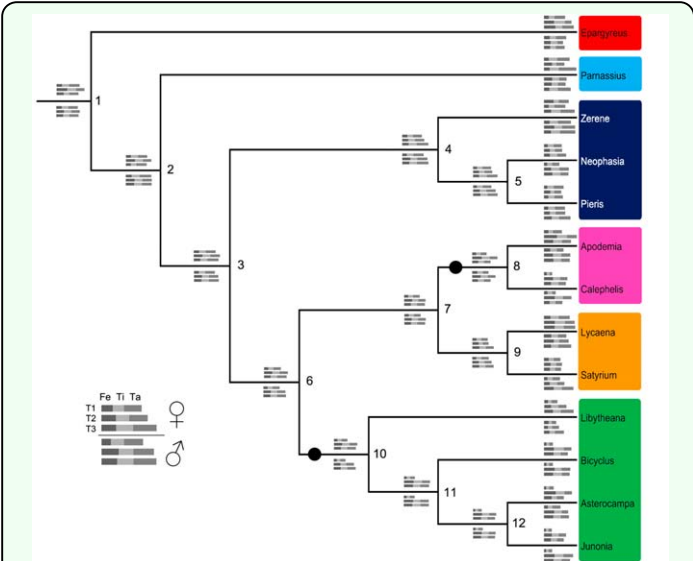 Epargyreus
1
Parnassius
2
Zerene
4
Neophasia
5
Pieris
3
Apodemia
8
Calephelis
7
Lycaena
9
Satyrium
6
Fe Ti Ta
T1
T2
T3
♀
♂
Libytheana
10
Bicyclus
11
Asterocampa
12
Junonia